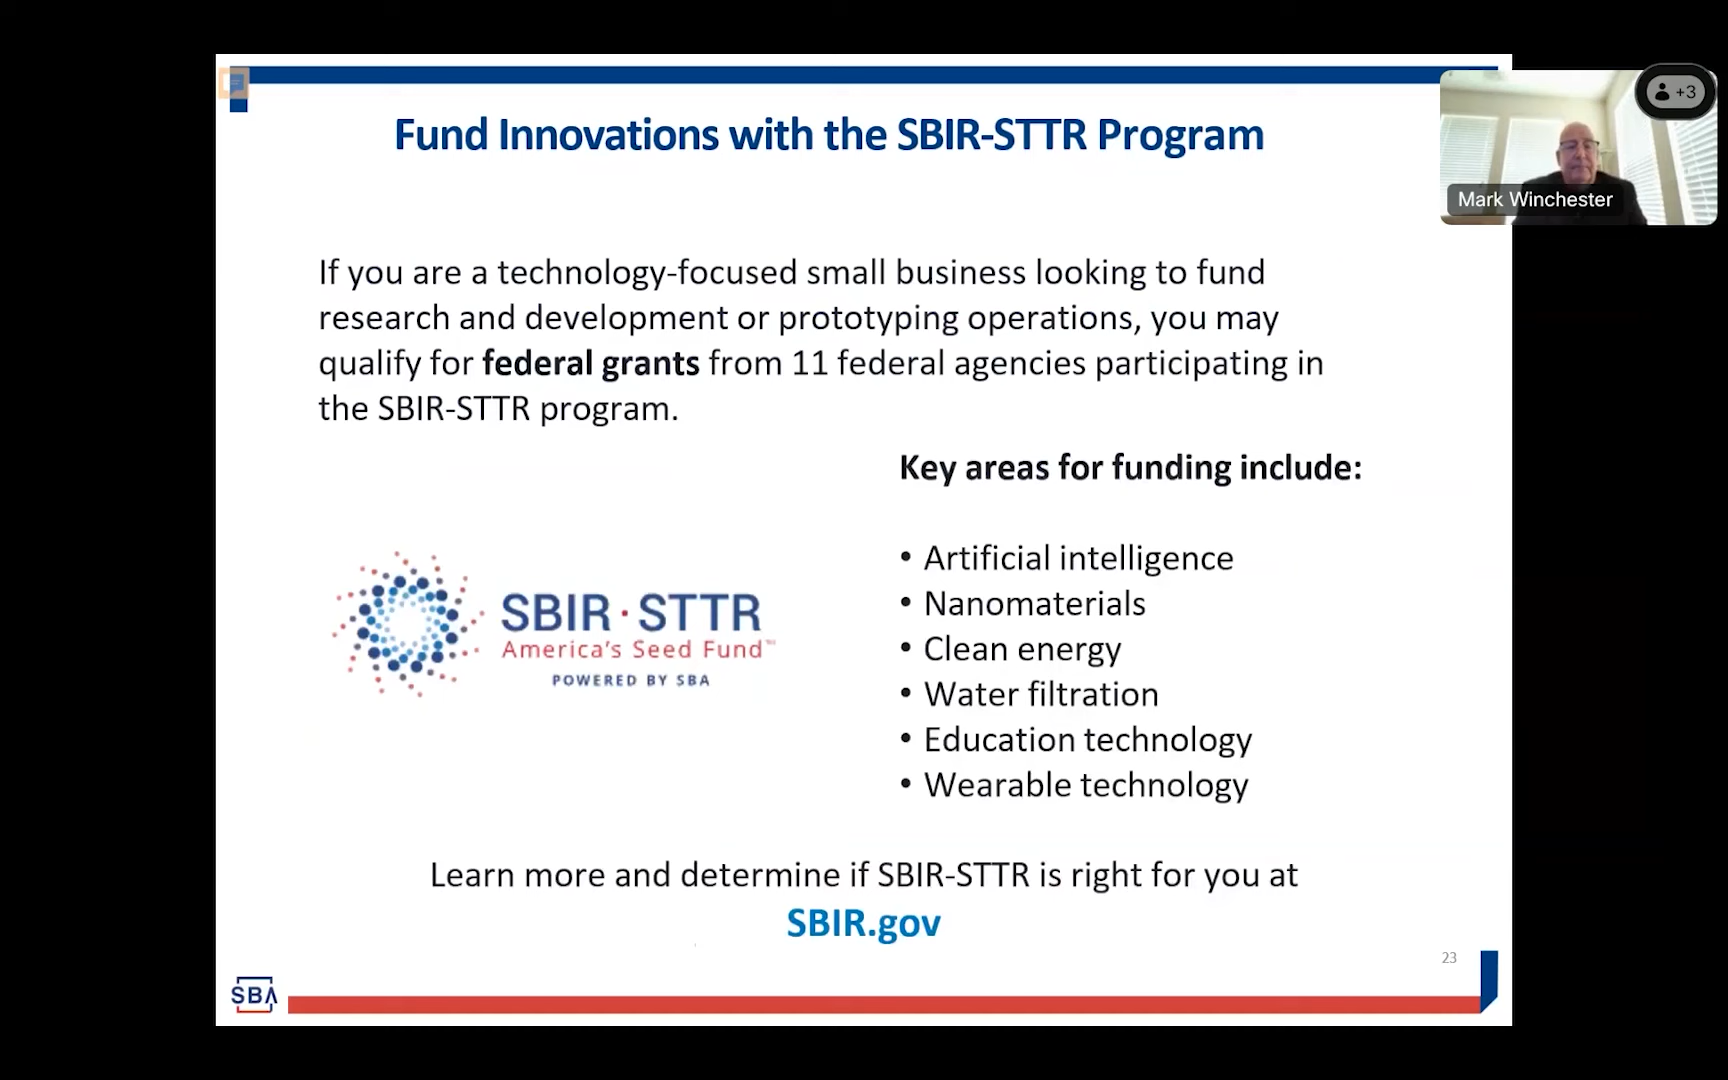 Fund Innovations with the SBIR-STTR Program
+3
Mark Winchester
If you are a technology-focused small business looking to fund
research and development or prototyping operations, you may
qualify for federal grants from 11 federal agencies participating in
the SBIR-STTR program.
Key areas for funding include:
• Artificial intelligence
• Nanomaterials
• Clean energy
• Water filtration
• Education technology
• Wearable technology
SBIR·STTR
America's Seed Fund™
POWERED BY SBA
Learn more and determine if SBIR-STTR is right for you at
SBIR.gov
23
SBA